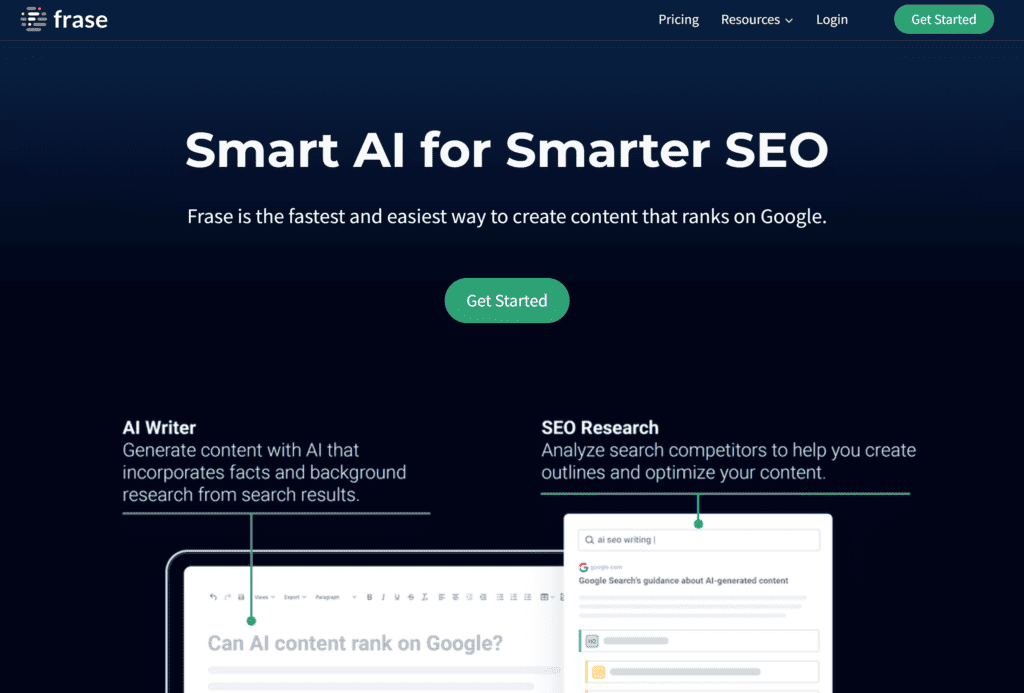 frase
Pricing Resources Login Get Started
Smart AI for Smarter SEO
Frase is the fastest and easiest way to create content that ranks on Google.
Get Started
AI Writer
Generate content with AI that
incorporates facts and background
research from search results.
SEO Research
Analyze search competitors to help you create
outlines and optimize your content.
ai seo writing |
google.com
Google Search's guidance about AI-generated content
H2
Views Export Paragraph B I U S
Can AI content rank on Google?